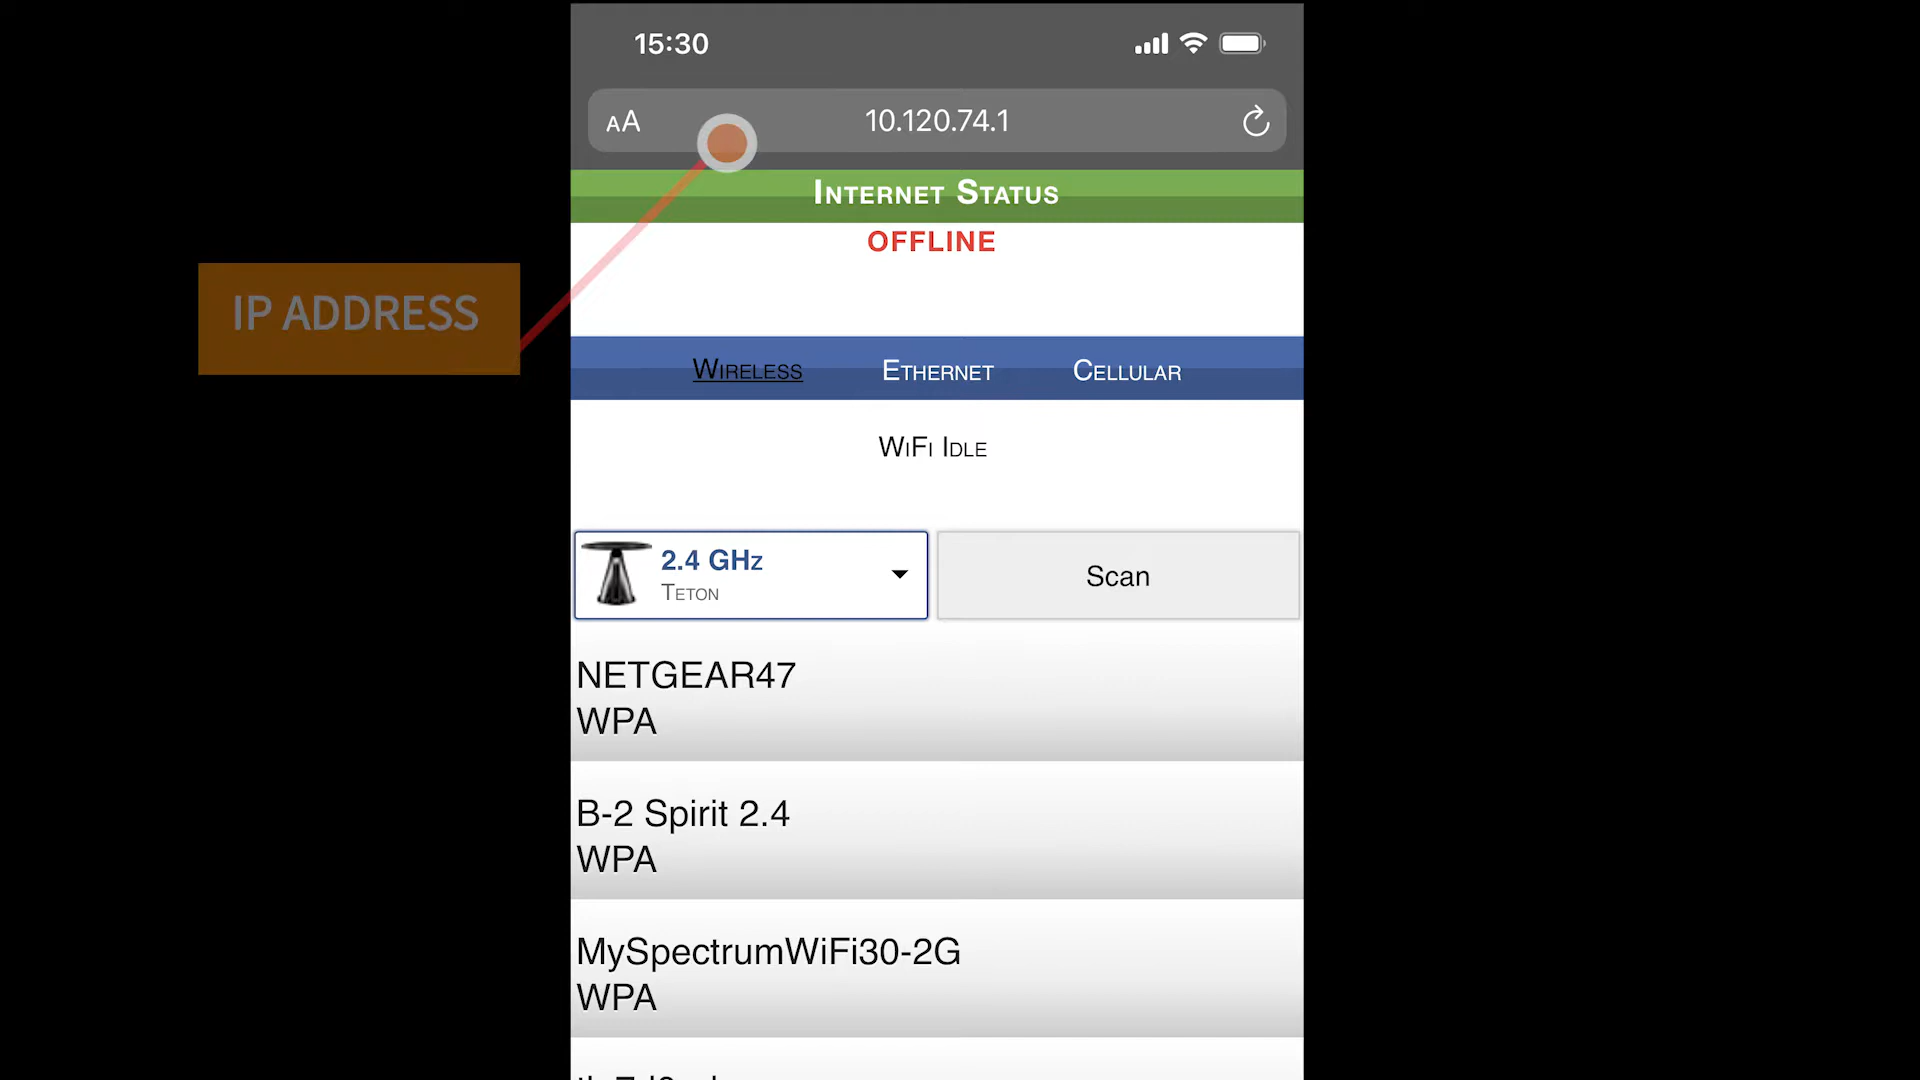 15:30
AA
10.120.74.1
INTERNET STATUS
OFFLINE
IP ADDRESS
WIRELESS ETHERNET CELLULAR
WIFI IDLE
2.4 GHZ
TETON
Scan
NETGEAR47
WPA
B-2 Spirit 2.4
WPA
MySpectrumWiFi30-2G
WPA